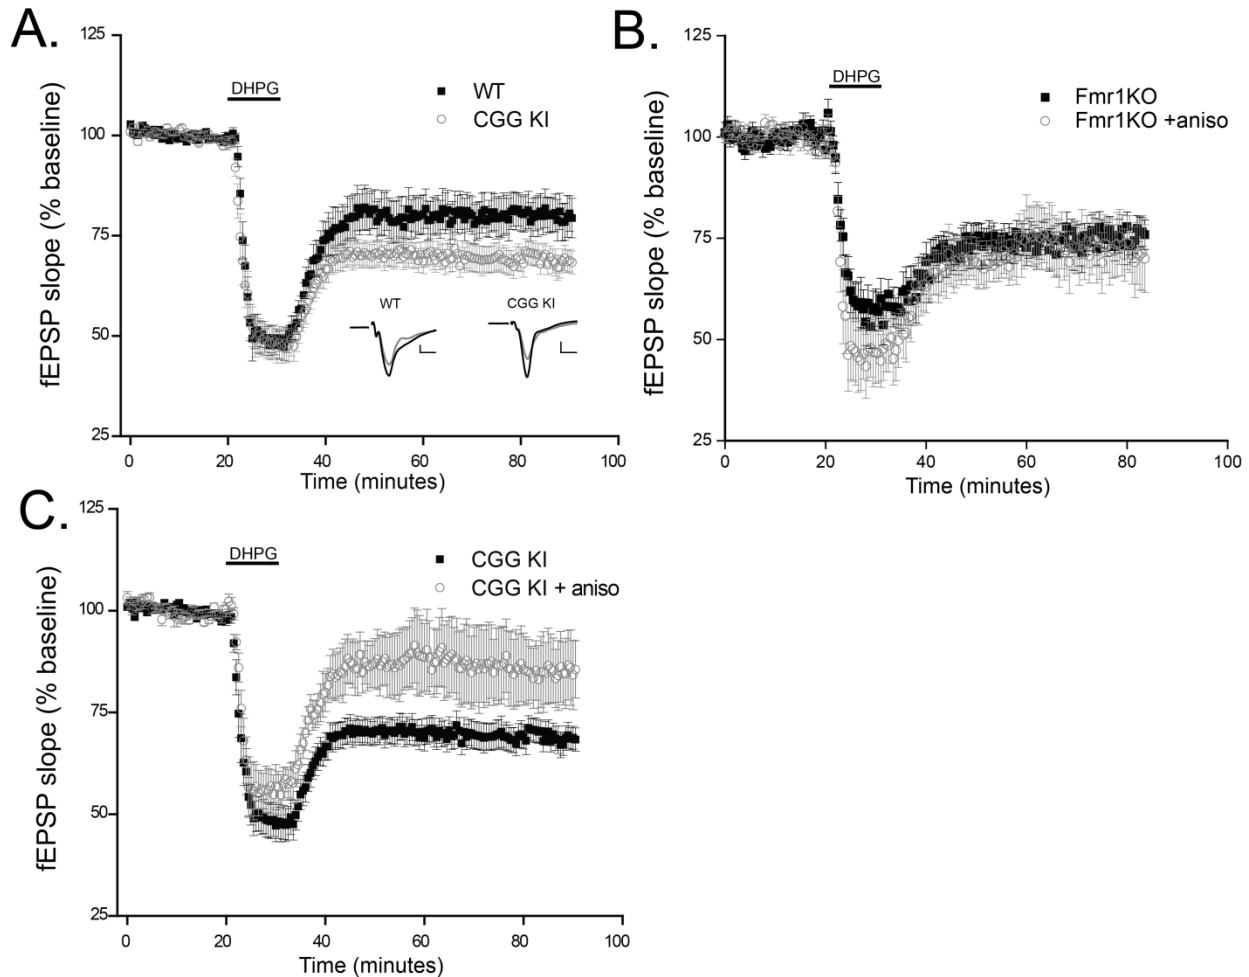 A.
fEPSP slope (% baseline)
125
100
75
50
25
DHPG
WT
CGG KI
WT
CGG KI
0
20
40
60
80
100
Time (minutes)
B.
fEPSP slope (% baseline)
125
100
75
50
25
DHPG
Fmr1KO
Fmr1KO +aniso
0
20
40
60
80
100
Time (minutes)
C.
fEPSP slope (% baseline)
125
100
75
50
25
DHPG
CGG KI
CGG KI + aniso
0
20
40
60
80
100
Time (minutes)